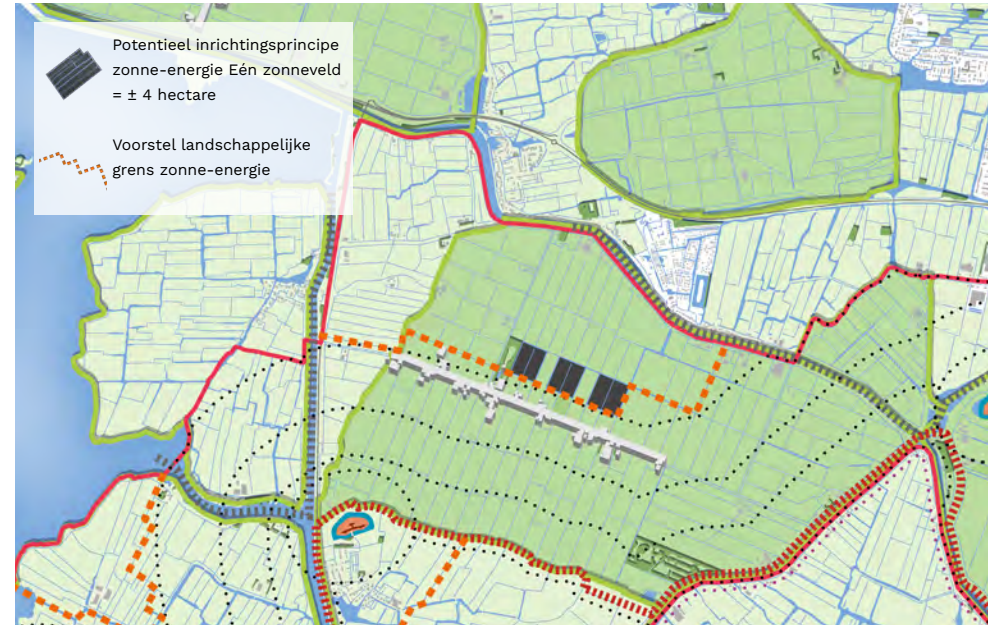 Potentieel inrichtingsprincipe
zonne-energie Eén zonneveld
= ± 4 hectare
Voorstel landschappelijke
grens zonne-energie